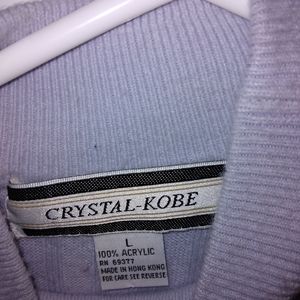 CRYSTAL-KOBE
L
100% ACRYLIC
RN 69377
MADE IN HONG KONG
FOR CARE SEE REVERSE